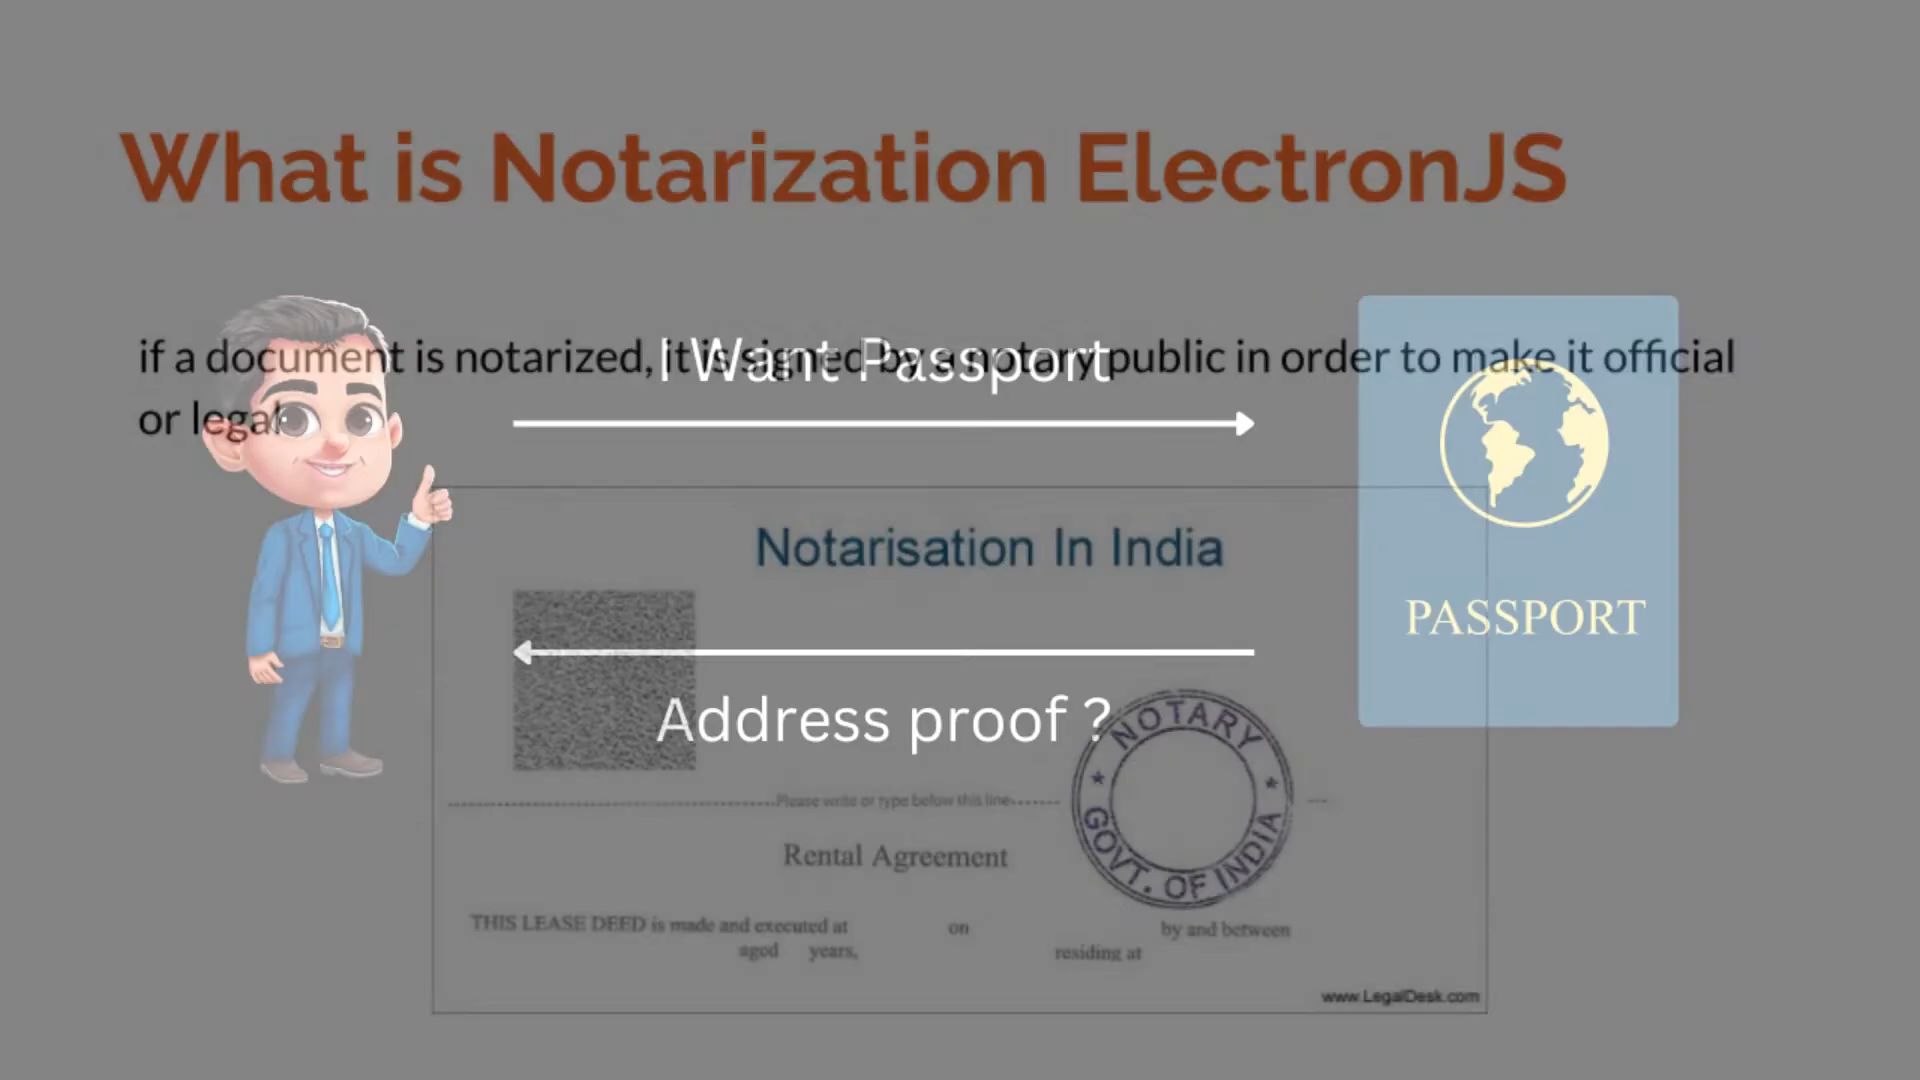 What is Notarization ElectronJS
if a document is notarized, it is signed by a notary public in order to make it official
or legal
I Want Passport
Notarisation In India
PASSPORT
Address proof ?
NOTARY
GOVT. OF INDIA
Please write or type below this line
Rental Agreement
THIS LEASE DEED is made and executed at on by and between
aged years, residing at
www.LegalDesk.com